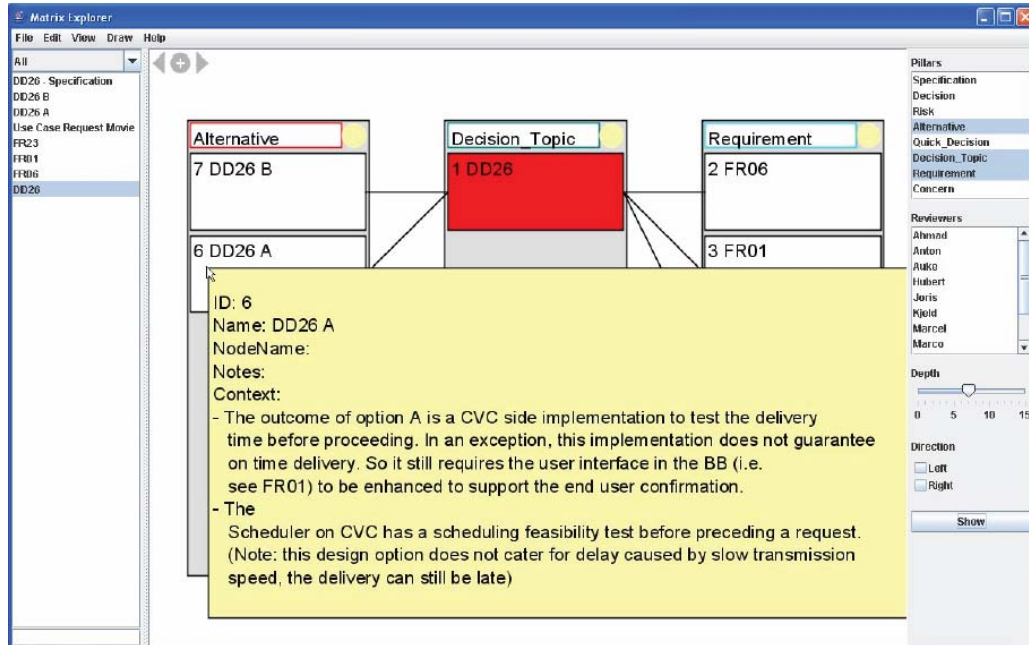 Matrix Explorer
File Edit View Draw Help
All
DD26 - Specification
DD26 B
DD26 A
Use Case Request Movie
FR23
FR01
FR06
DD26
Alternative
7 DD26 B
6 DD26 A
Decision_Topic
1 DD26
Requirement
2 FR06
3 FR01
ID: 6
Name: DD26 A
NodeName:
Notes:
Context:
- The outcome of option A is a CVC side implementation to test the delivery
time before proceeding. In an exception, this implementation does not guarantee
on time delivery. So it still requires the user interface in the BB (i.e.
see FR01) to be enhanced to support the end user confirmation.
- The
Scheduler on CVC has a scheduling feasibility test before preceding a request.
(Note: this design option does not cater for delay caused by slow transmission
speed, the delivery can still be late)
Pillars
Specification
Decision
Risk
Alternative
Quick_Decision
Decision_Topic
Requirement
Concern
Reviewers
Ahmad
Anton
Auke
Hubert
Joris
Kjeld
Marcel
Marco
Depth
0 5 10 15
Direction
Left
Right
Show